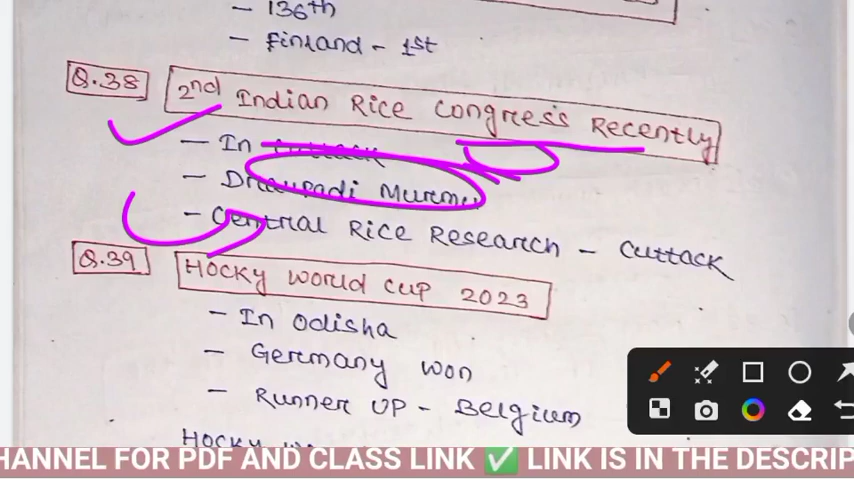 - 136th
- Finland - 1st
Q.38 2nd Indian Rice Congress Recently
- In Cuttack
- Draupadi Murmu
- Central Rice Research - Cuttack
Q.39 Hocky World Cup 2023
- In Odisha
- Germany won
- Runner UP - Belgium
Hocky
HANNEL FOR PDF AND CLASS LINK ✅ LINK IS IN THE DESCRIP